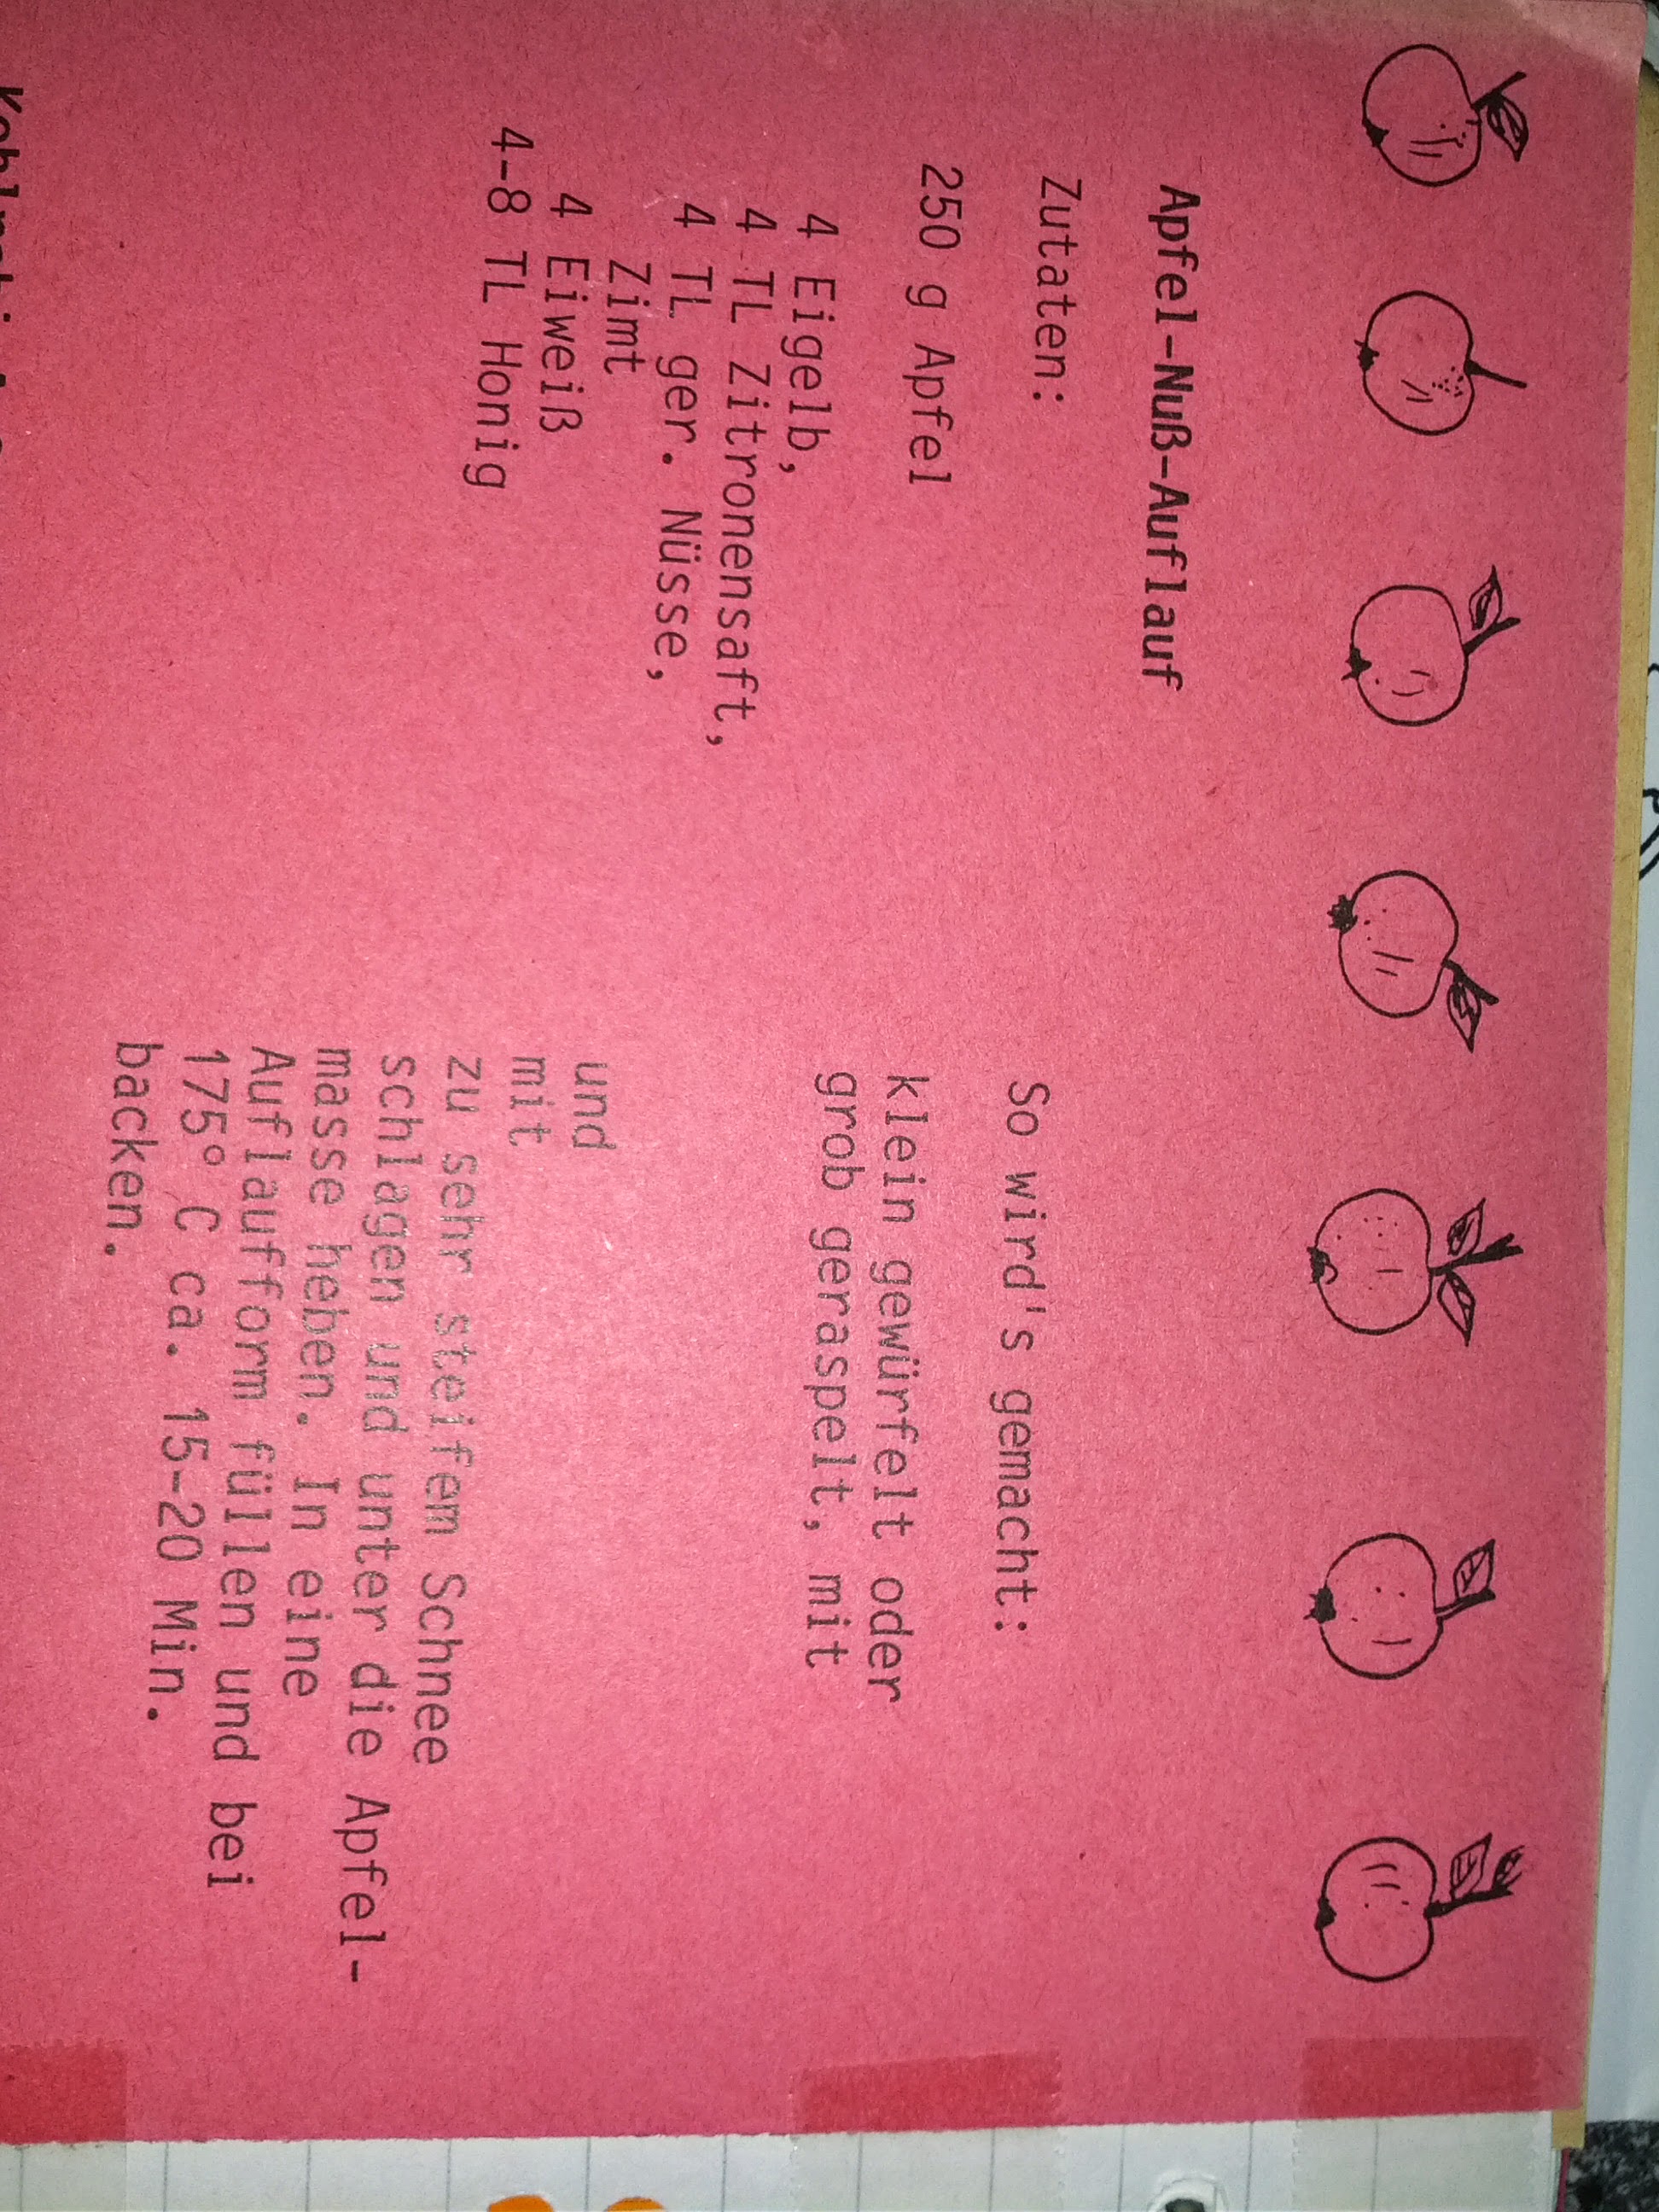 Apfel-Nuß-Auflauf
Zutaten:
So wird's gemacht:
250 g Apfel
klein gewürfelt oder
grob geraspelt, mit
4 Eigelb,
4 TL Zitronensaft,
4 TL ger. Nüsse,
Zimt
und
4 Eiweiß
mit
4-8 TL Honig
zu sehr steifem Schnee
schlagen und unter die Apfel-
masse heben. In eine
Auflaufform füllen und bei
175° C ca. 15-20 Min.
backen.